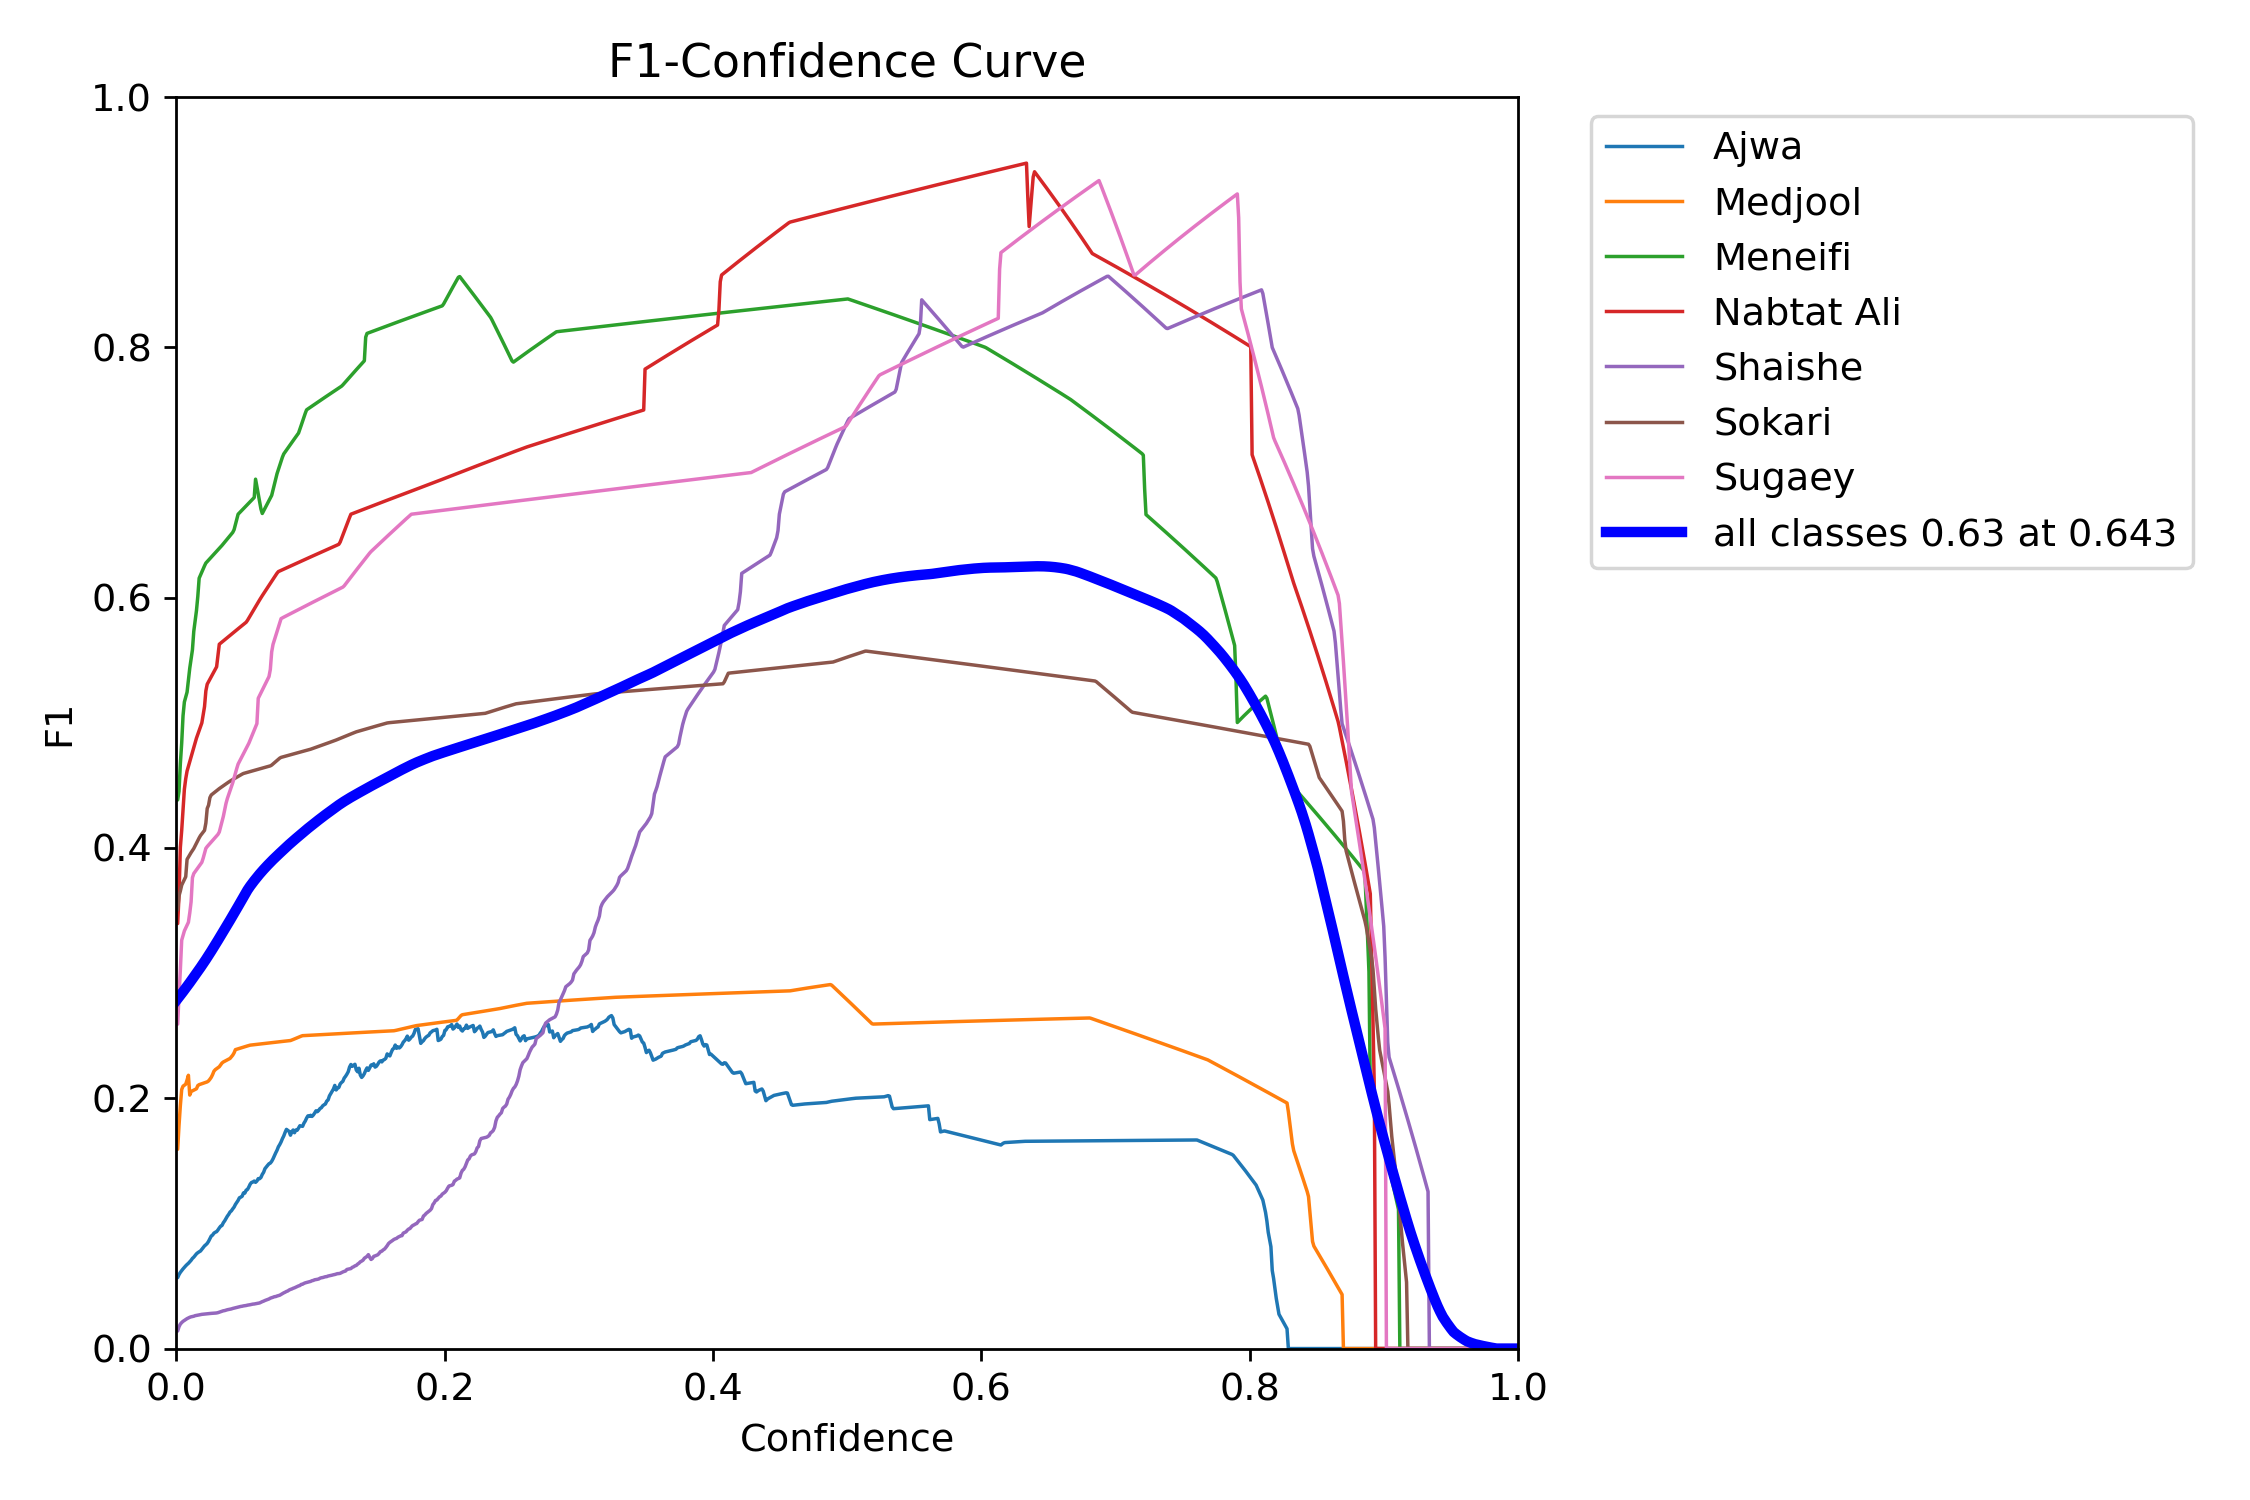 F1-Confidence Curve
1.0
0.8
0.6
0.4
0.2
0.0
F1
0.0 0.2 0.4 0.6 0.8 1.0
Confidence
Ajwa
Medjool
Meneifi
Nabtat Ali
Shaishe
Sokari
Sugaey
all classes 0.63 at 0.643